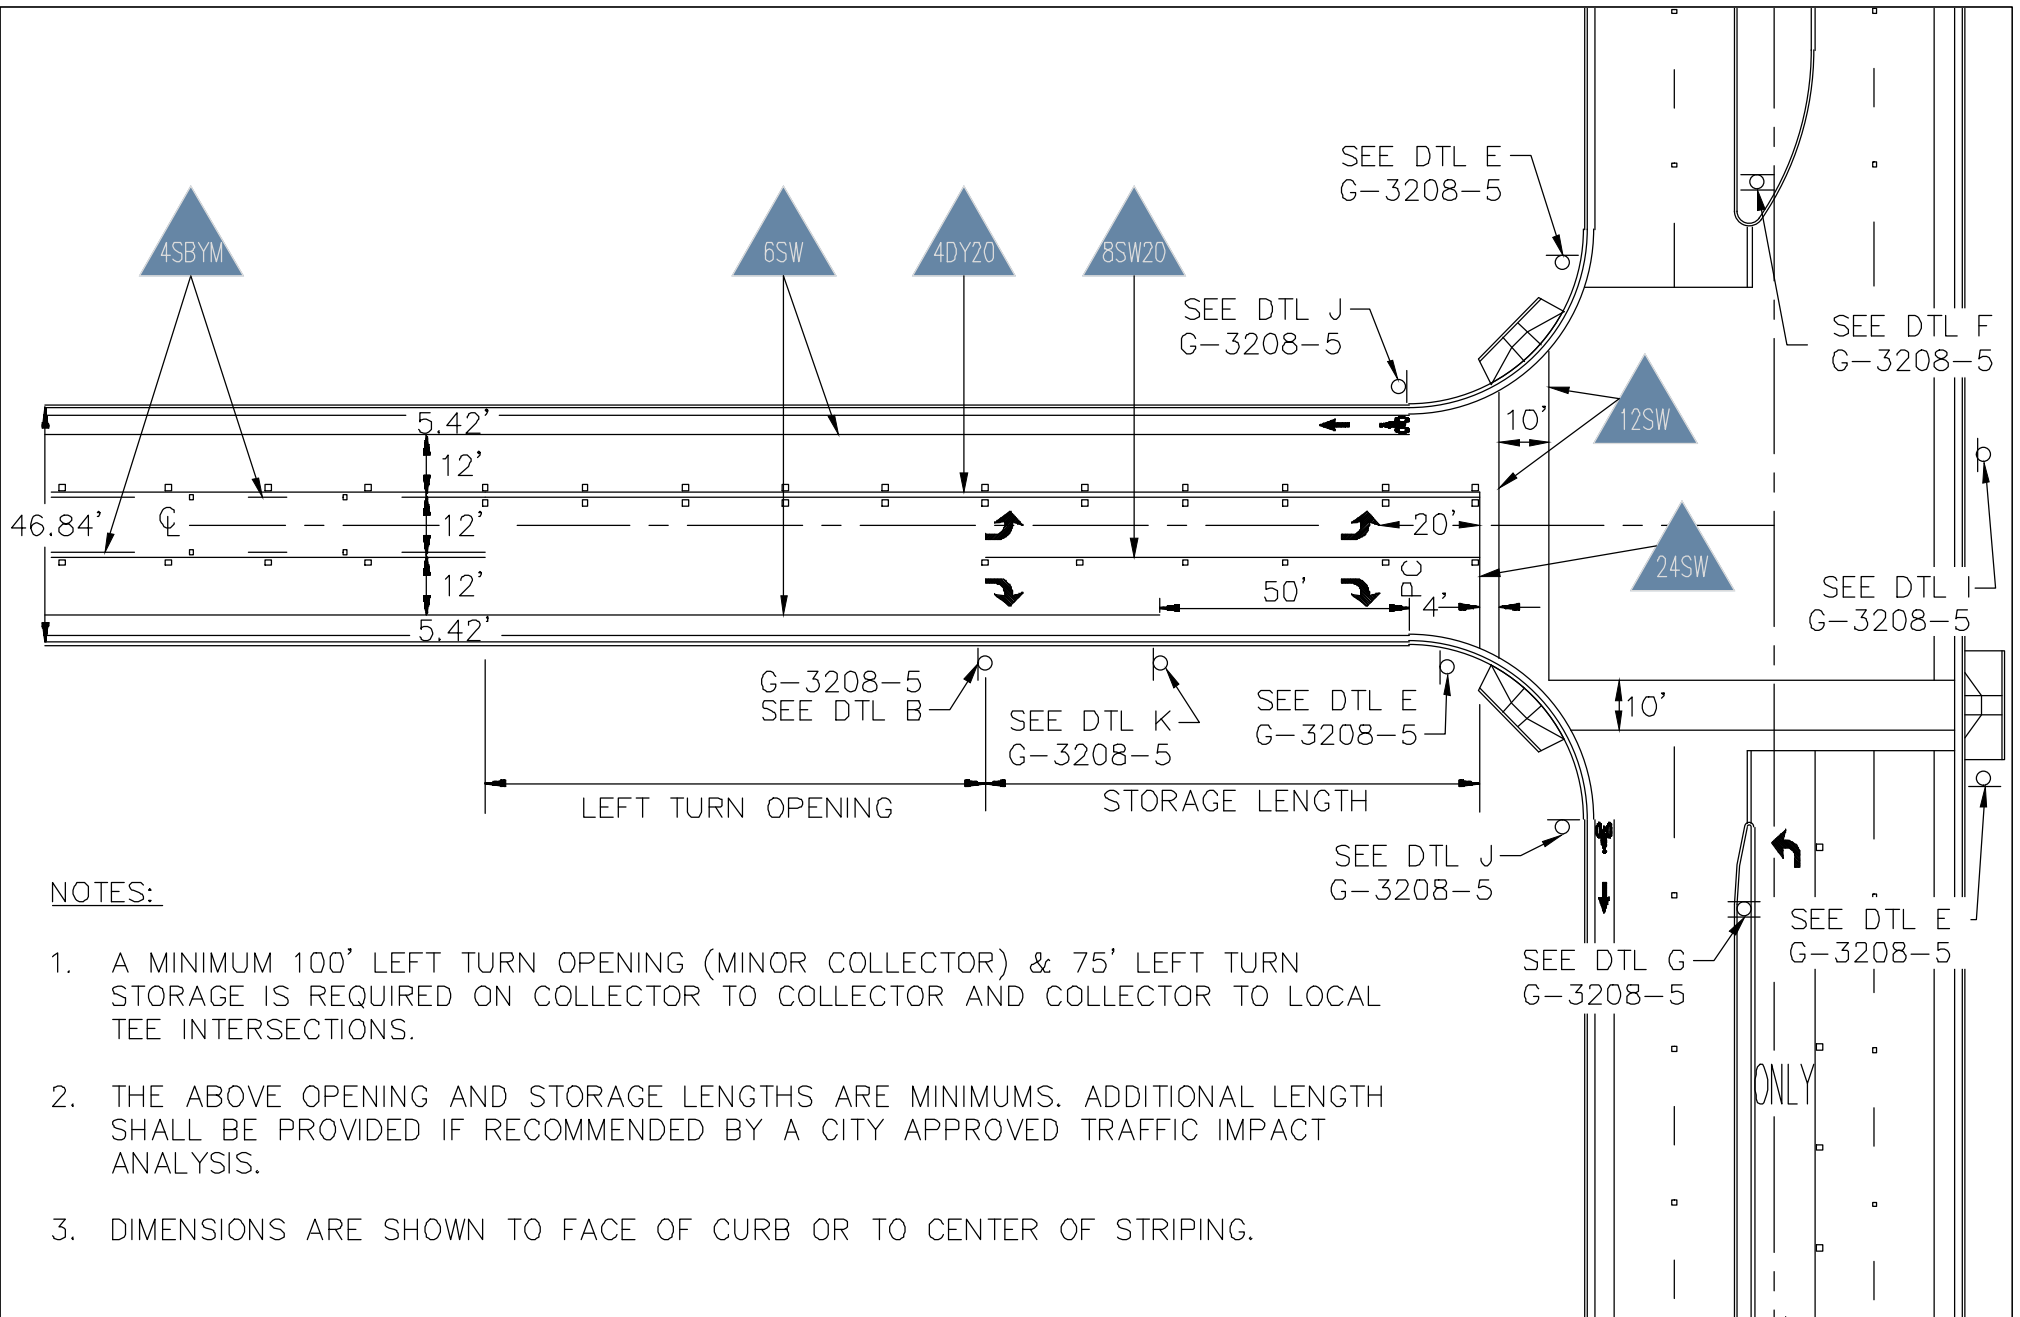 SEE DTL E
G-3208-5
4SBYM
6SW
4DY20
8SW20
SEE DTL J
G-3208-5
SEE DTL F
G-3208-5
5.42'
10'
12SW
12'
46.84'
℄
12'
20'
24SW
12'
50'
PC
4'
SEE DTL I
G-3208-5
5.42'
G-3208-5
SEE DTL B
SEE DTL K
G-3208-5
SEE DTL E
G-3208-5
10'
LEFT TURN OPENING
STORAGE LENGTH
SEE DTL J
G-3208-5
SEE DTL E
G-3208-5
SEE DTL G
G-3208-5
ONLY
NOTES:
1. A MINIMUM 100' LEFT TURN OPENING (MINOR COLLECTOR) & 75' LEFT TURN
STORAGE IS REQUIRED ON COLLECTOR TO COLLECTOR AND COLLECTOR TO LOCAL
TEE INTERSECTIONS.
2. THE ABOVE OPENING AND STORAGE LENGTHS ARE MINIMUMS. ADDITIONAL LENGTH
SHALL BE PROVIDED IF RECOMMENDED BY A CITY APPROVED TRAFFIC IMPACT
ANALYSIS.
3. DIMENSIONS ARE SHOWN TO FACE OF CURB OR TO CENTER OF STRIPING.